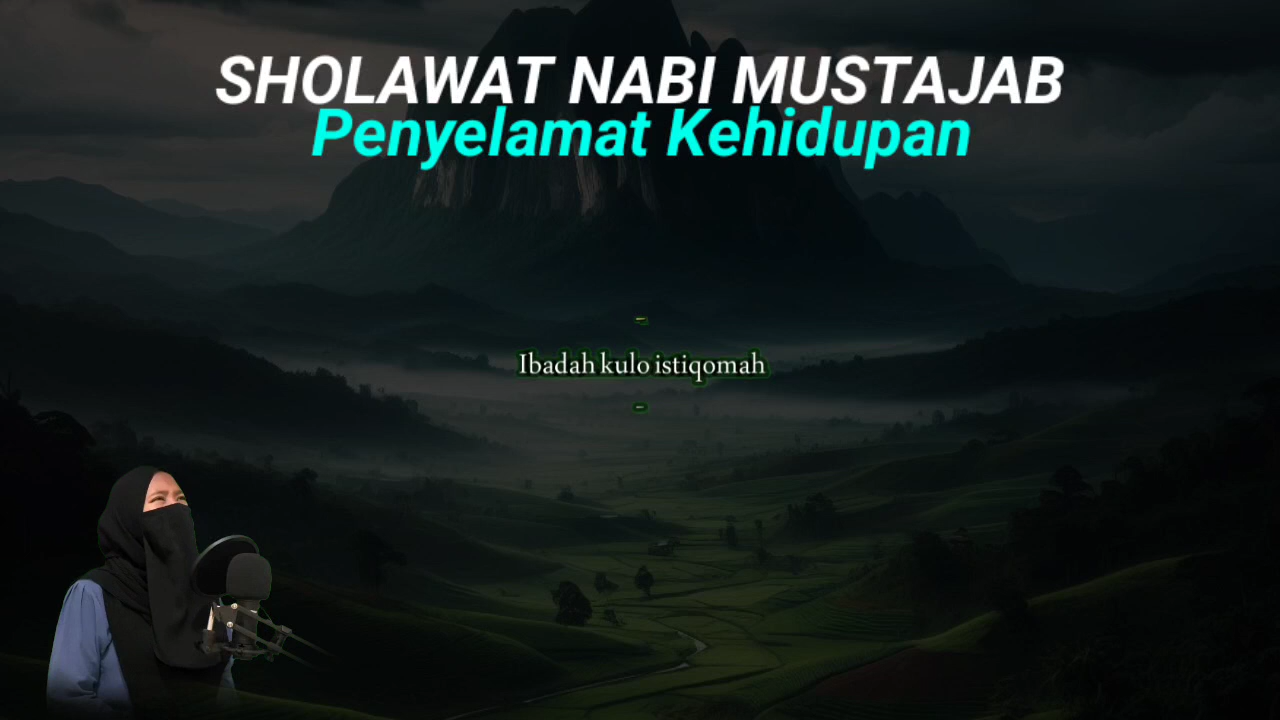 SHOLAWAT NABI MUSTAJAB
Penyelamat Kehidupan
-
Ibadah kulo istiqomah
-